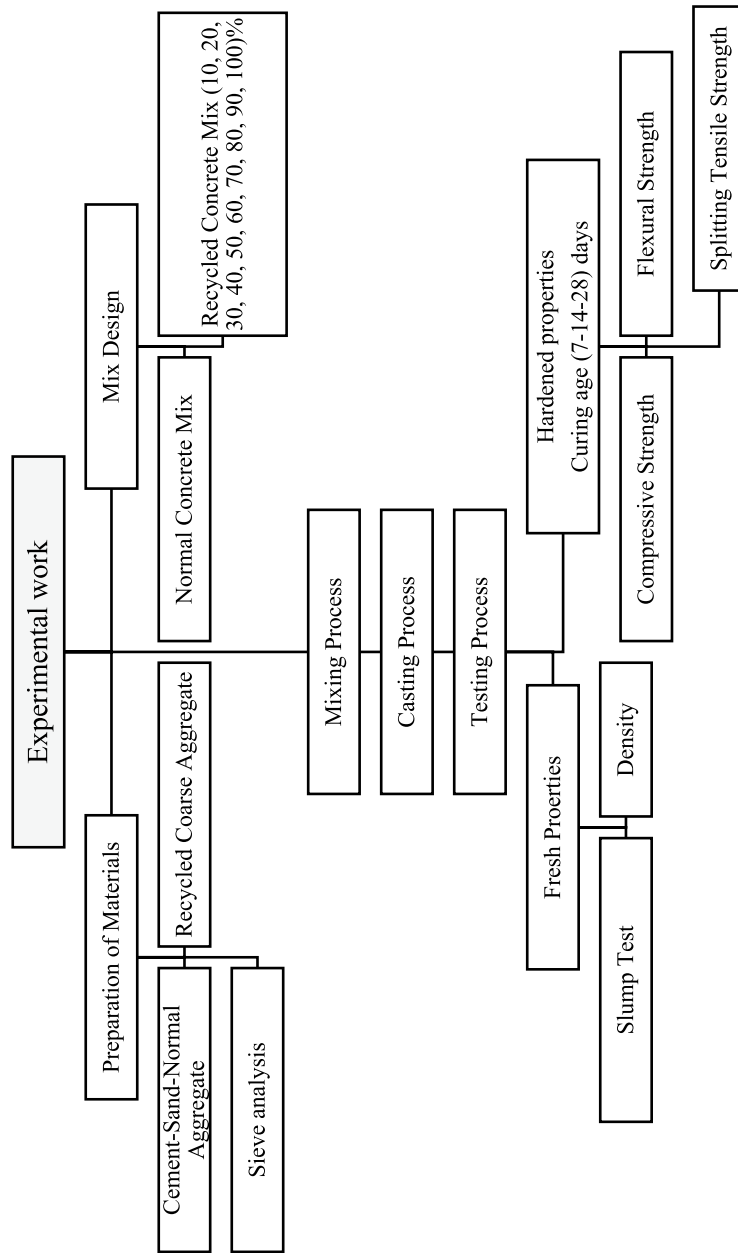 Experimental work
Preparation of Materials
Mix Design
Cement-Sand-Normal
Aggregate
Recycled Coarse Aggregate
Sieve analysis
Normal Concrete Mix
Recycled Concrete Mix (10, 20,
30, 40, 50, 60, 70, 80, 90, 100)%
Mixing Process
Casting Process
Testing Process
Fresh Proerties
Slump Test
Density
Hardened properties
Curing age (7-14-28) days
Compressive Strength
Flexural Strength
Splitting Tensile Strength